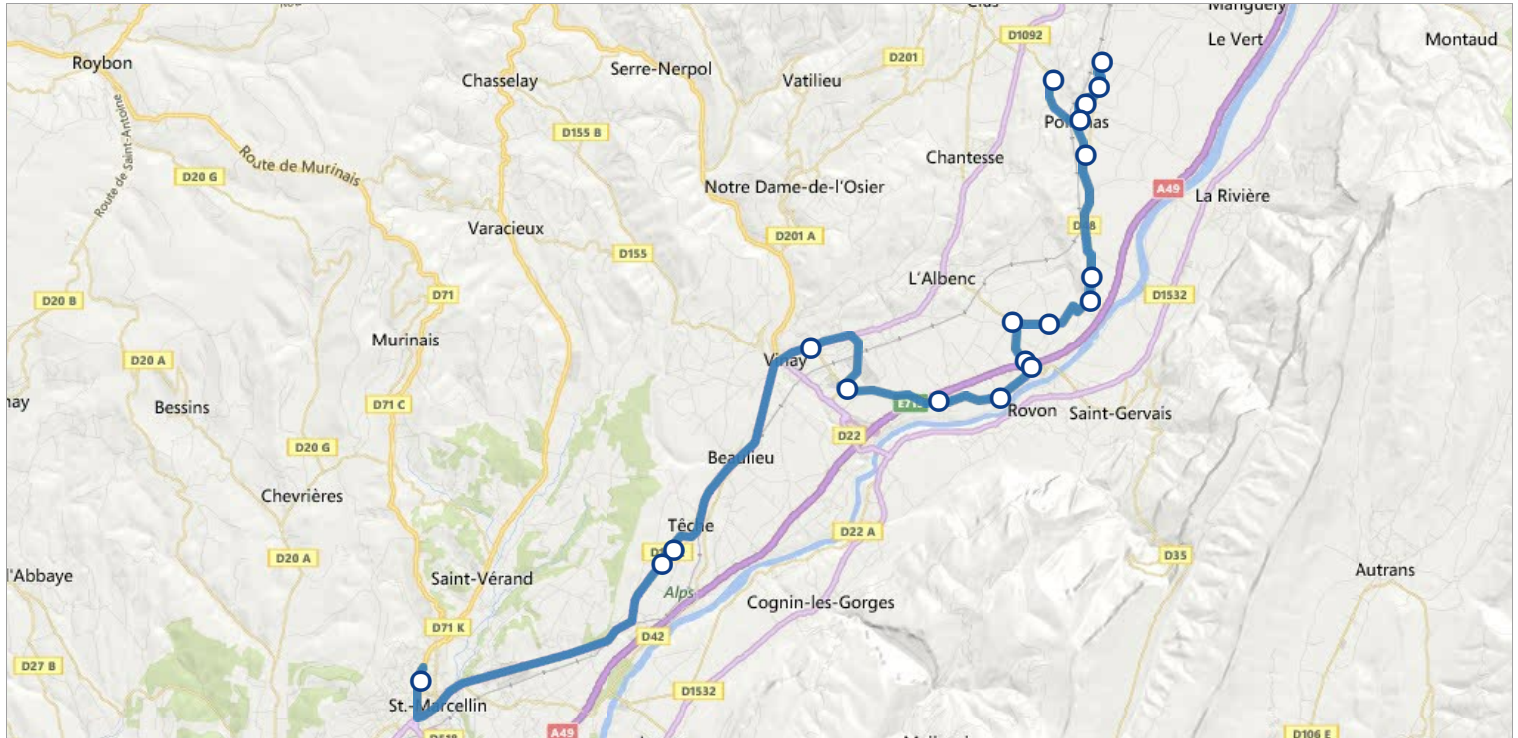 Le Vert
Montaud
D1092
Roybon
Serre-Nerpol
D201
Chasselay
Vatilieu
D155 B
Chantesse
Route de Saint-Antoine
Route de Murinais
D20 G
Notre Dame-de-l'Osier
A49
La Rivière
Varacieux
D201 A
D155
L'Albenc
D20 B
D71
D1532
Murinais
Vinay
D20 A
D71 C
Bessins
Rovon
Saint-Gervais
D22
D20 G
Beaulieu
Chevrières
Têche
D22 A
D20 A
D35
l'Abbaye
Saint-Vérand
Autrans
Alps
Cognin-les-Gorges
D71 K
D42
D27 B
D1532
St.-Marcellin
A49
D106 E